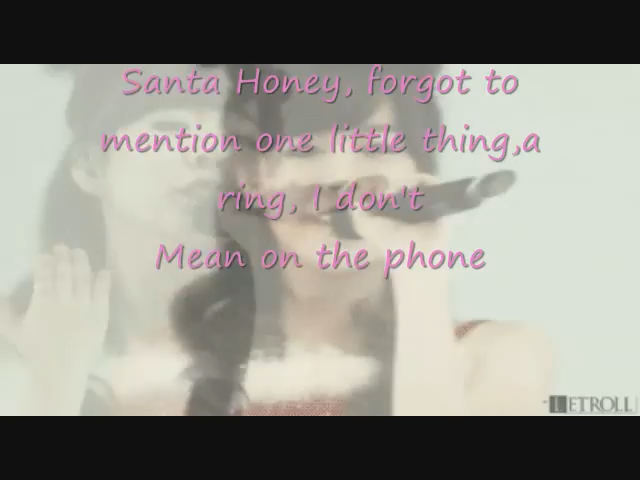 Santa Honey, forgot to
mention one little thing,a
ring, I don't
Mean on the phone
LETROLL